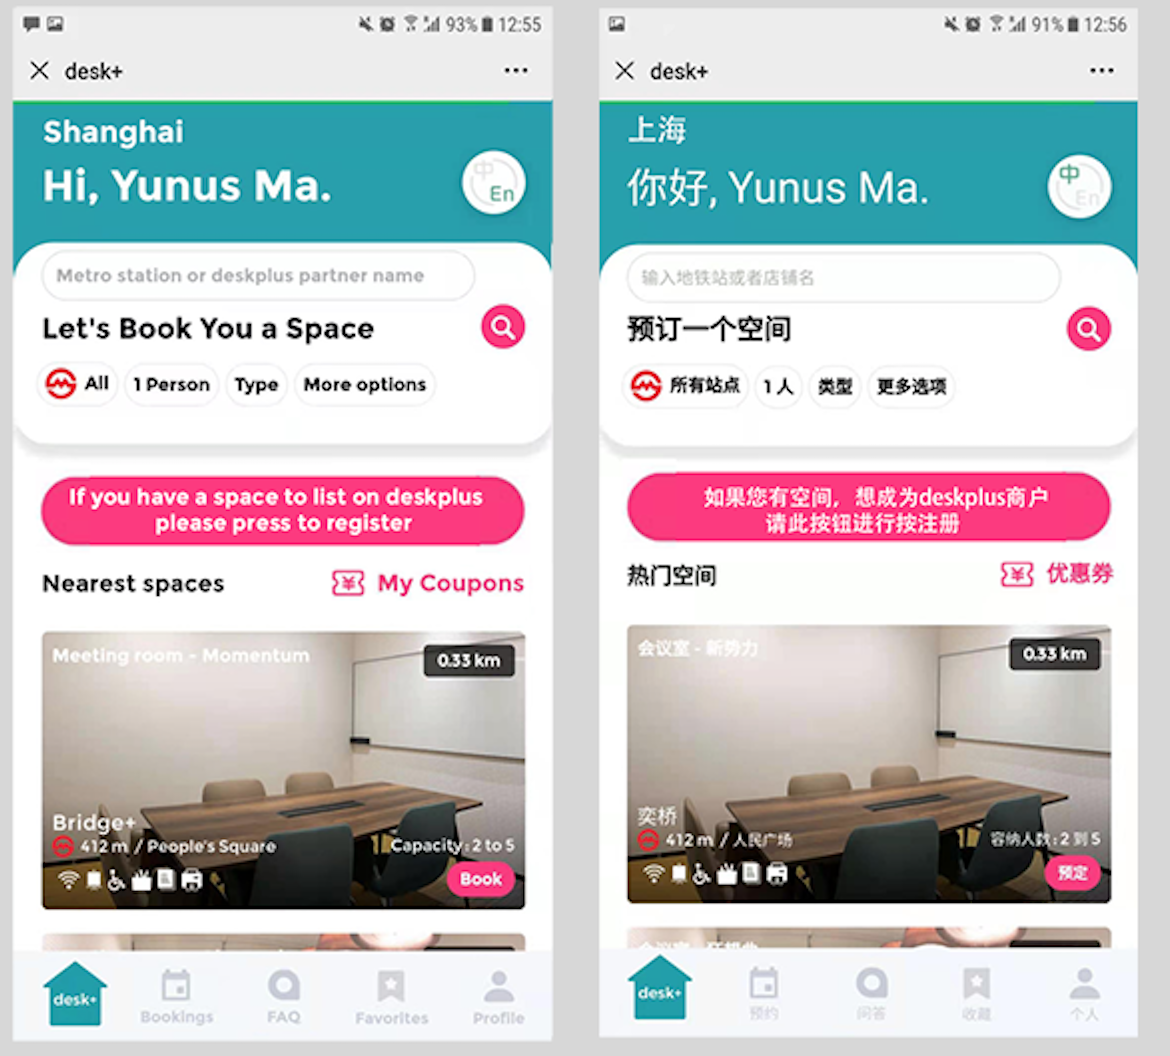 93% 12:55
desk+
Shanghai
Hi, Yunus Ma.
中
En
Metro station or deskplus partner name
Let's Book You a Space
All
1 Person
Type
More options
If you have a space to list on deskplus
please press to register
Nearest spaces
My Coupons
Meeting room - Momentum
0.33 km
Bridge+
412 m / People's Square
Capacity : 2 to 5
Book
desk+
Bookings
FAQ
Favorites
Profile
91% 12:56
desk+
上海
你好, Yunus Ma.
中
En
输入地铁站或者店铺名
预订一个空间
所有站点
1 人
类型
更多选项
如果您有空间，想成为deskplus商户
请此按钮进行按注册
热门空间
优惠券
会议室 - 新势力
0.33 km
奕桥
412 m / 人民广场
容纳人数 : 2 到 5
预定
会议室 -
desk+
预约
问答
收藏
个人